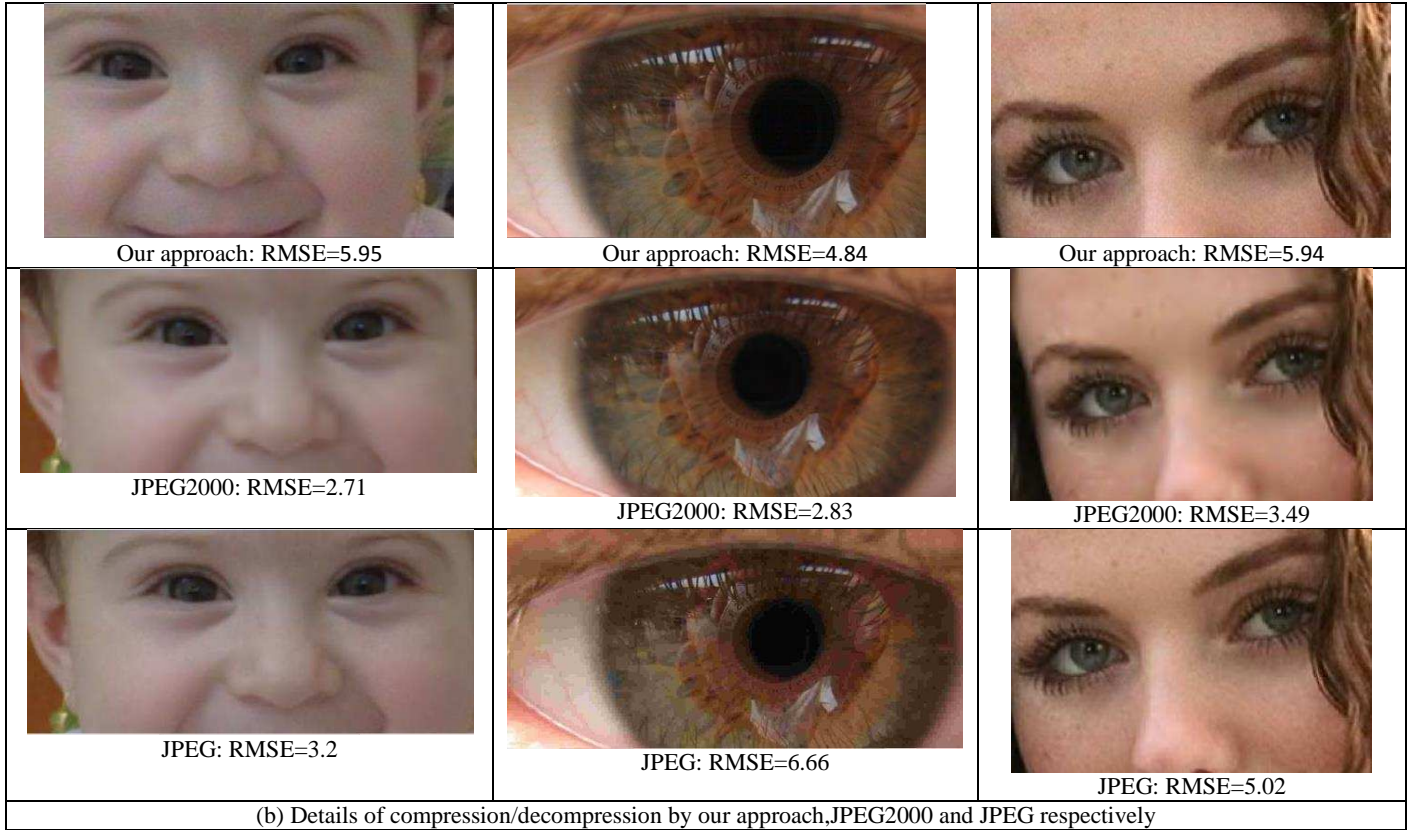 Our approach: RMSE=5.95
Our approach: RMSE=4.84
Our approach: RMSE=5.94
JPEG2000: RMSE=2.71
JPEG2000: RMSE=2.83
JPEG2000: RMSE=3.49
JPEG: RMSE=3.2
JPEG: RMSE=6.66
JPEG: RMSE=5.02
(b) Details of compression/decompression by our approach,JPEG2000 and JPEG respectively